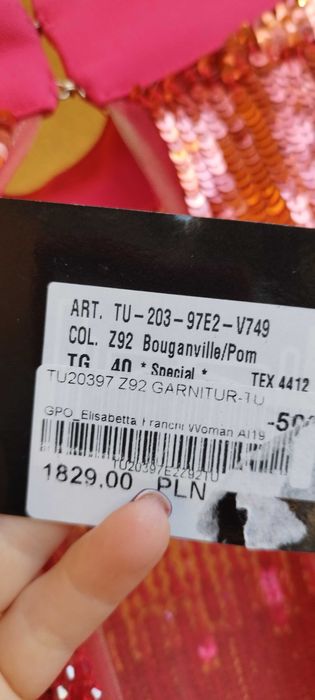 ART. TU-203-97E2-V749
COL. Z92 Bouganville/Pom
TG. 40 * Special * TEX 4412
TU20397 Z92 GARNITUR-TU
GPO_Elisabetta Franchi Woman AI19
TU20397E2Z92TU
1829,00 PLN